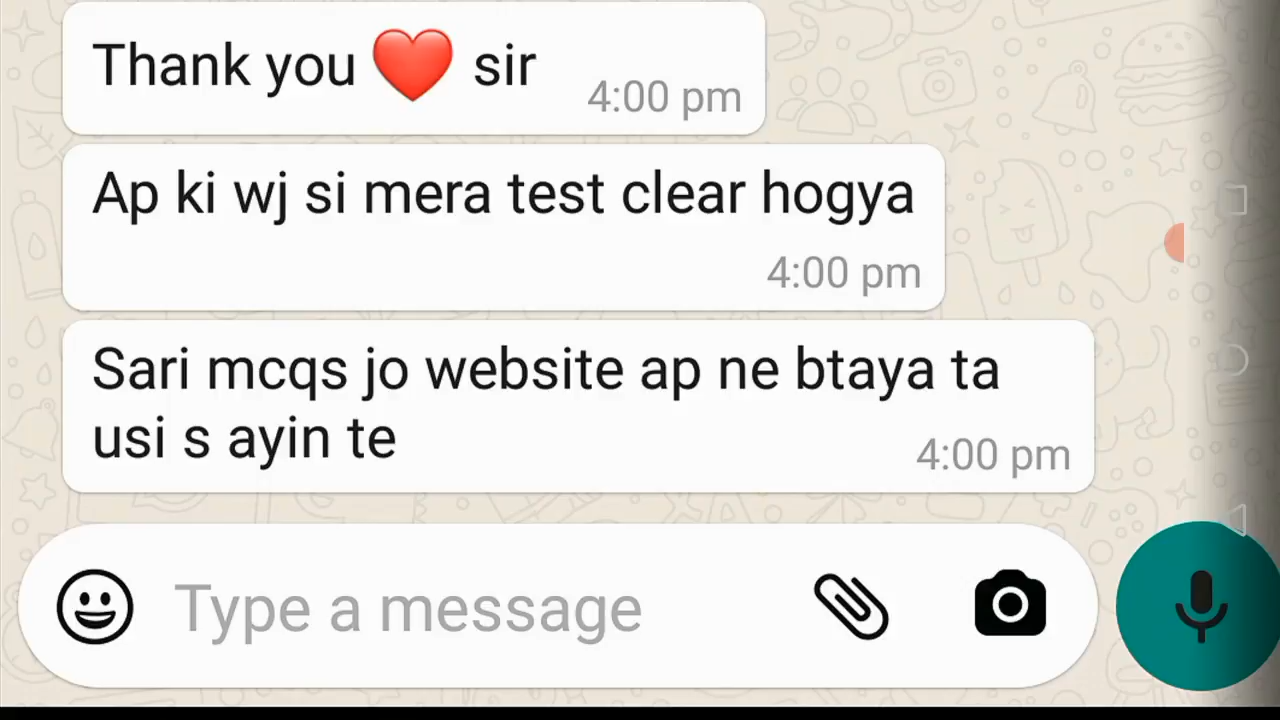 Thank you ❤️ sir
4:00 pm
Ap ki wj si mera test clear hogya
4:00 pm
Sari mcqs jo website ap ne btaya ta
usi s ayin te
4:00 pm
Type a message